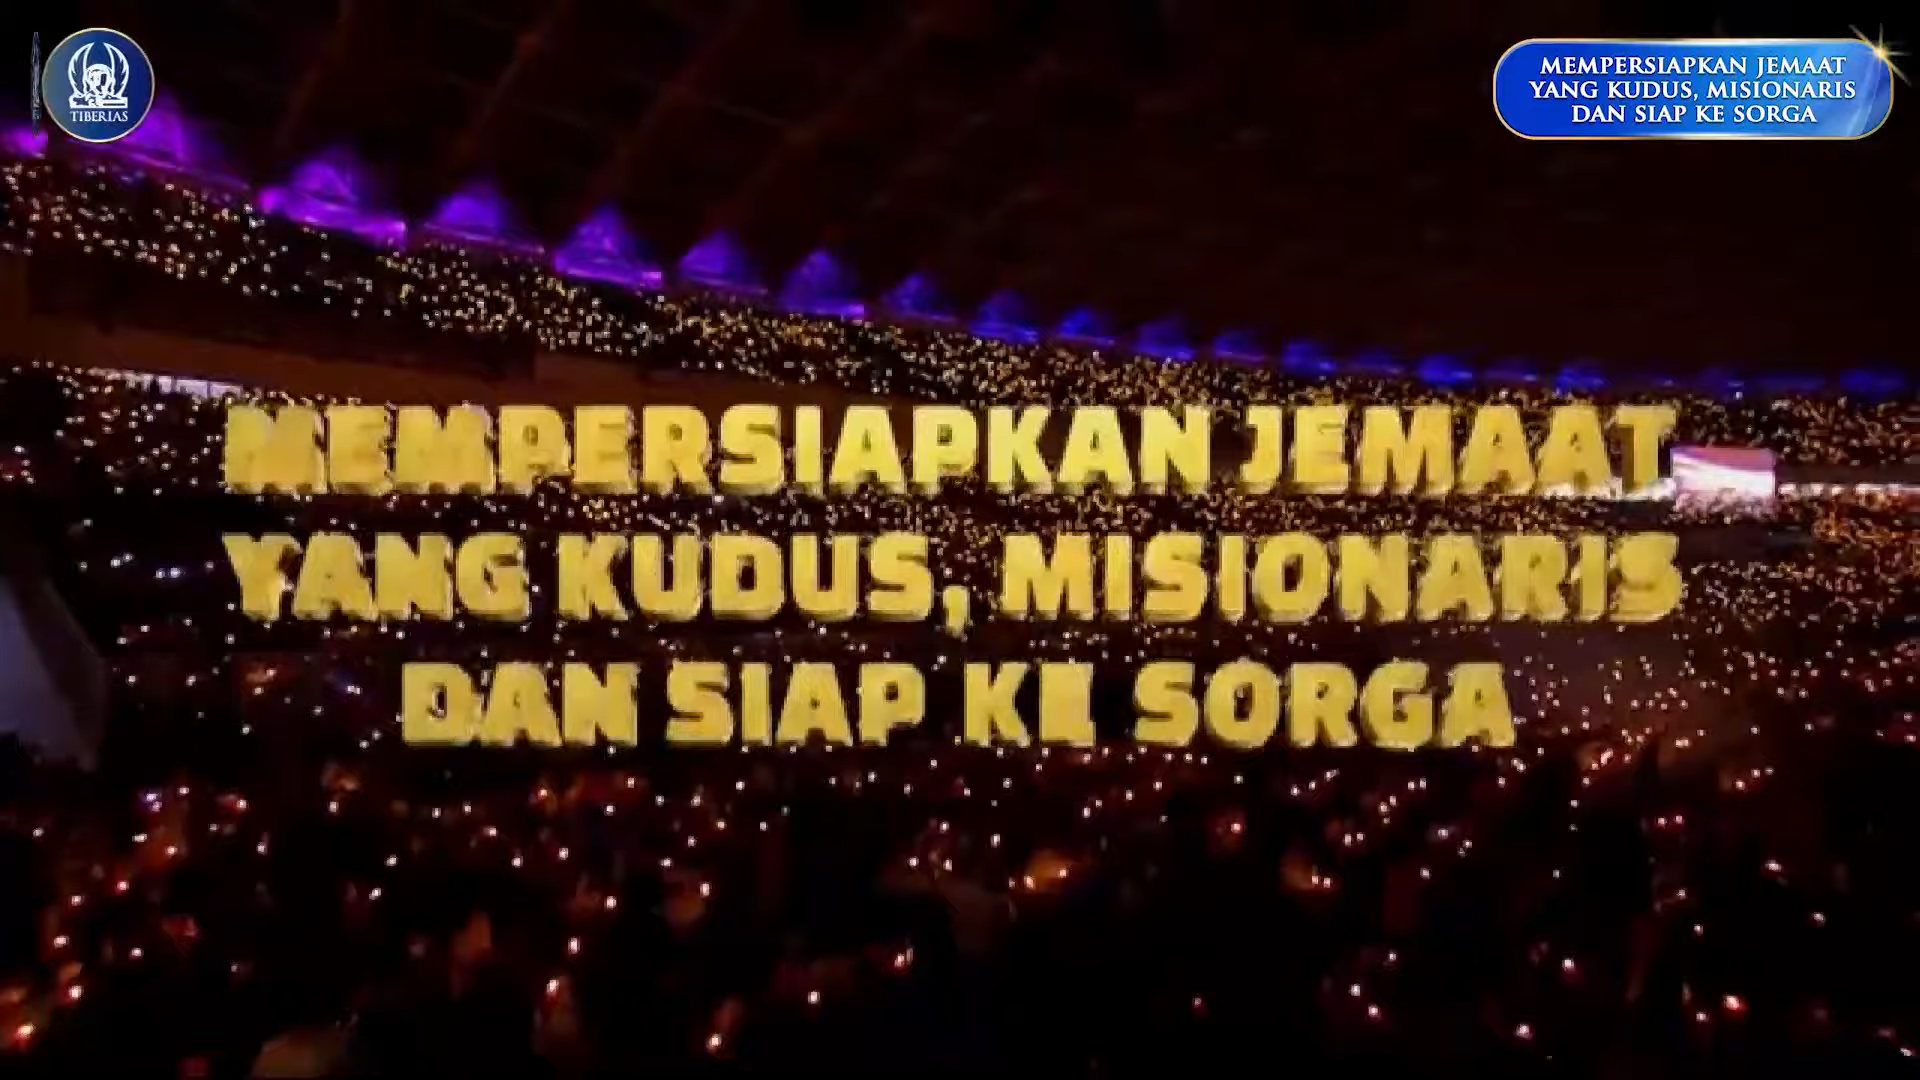 TIBERIAS
MEMPERSIAPKAN JEMAAT
YANG KUDUS, MISIONARIS
DAN SIAP KE SORGA
MEMPERSIAPKAN JEMAAT
YANG KUDUS, MISIONARIS
DAN SIAP KE SORGA